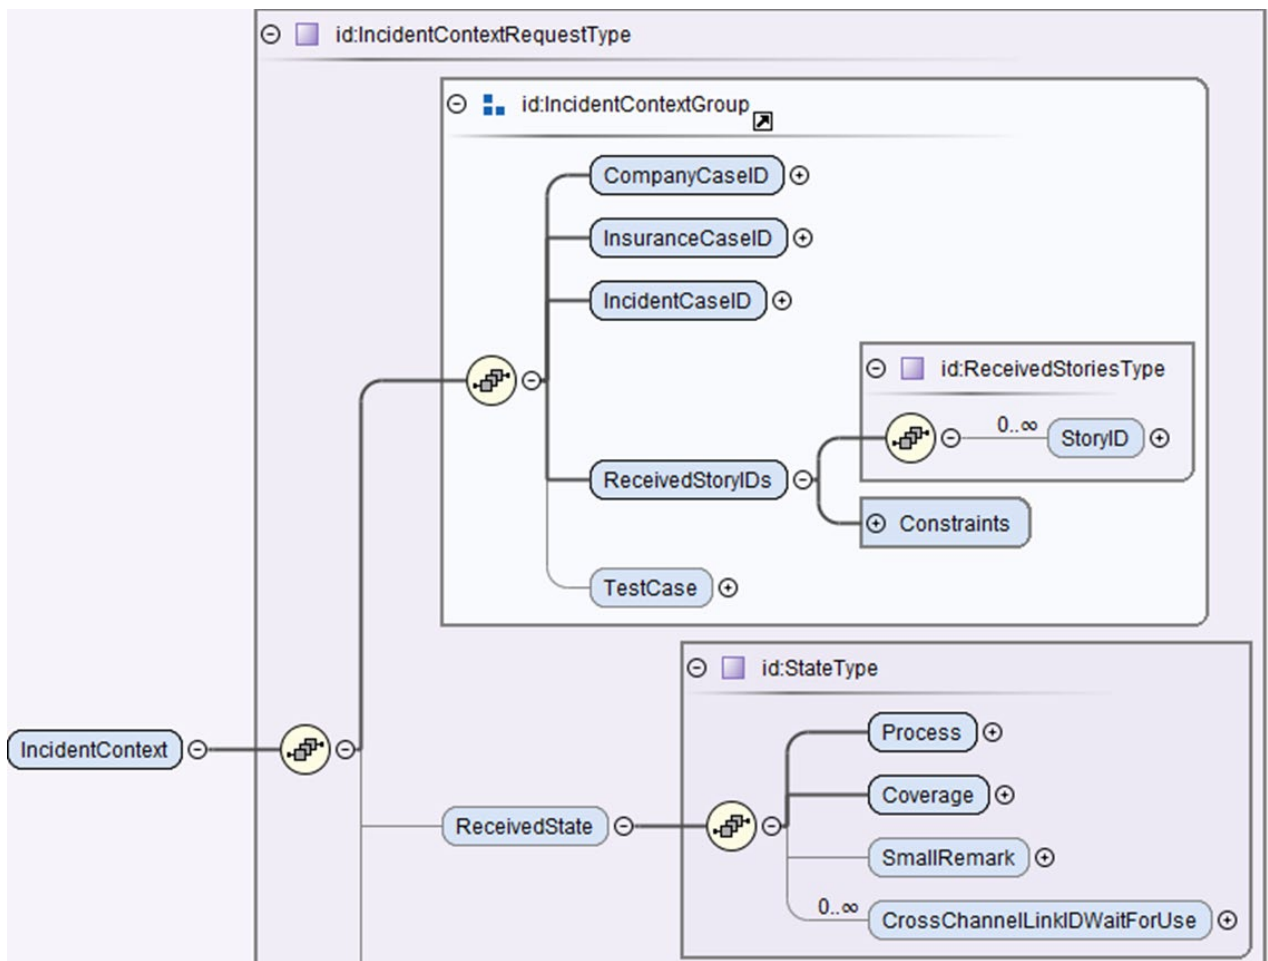 id:IncidentContextRequestType
id:IncidentContextGroup
CompanyCaseID
InsuranceCaseID
IncidentCaseID
id:ReceivedStoriesType
0..∞
StoryID
ReceivedStoryIDs
Constraints
TestCase
id:StateType
Process
IncidentContext
Coverage
ReceivedState
SmallRemark
0..∞
CrossChannelLinkIDWaitForUse